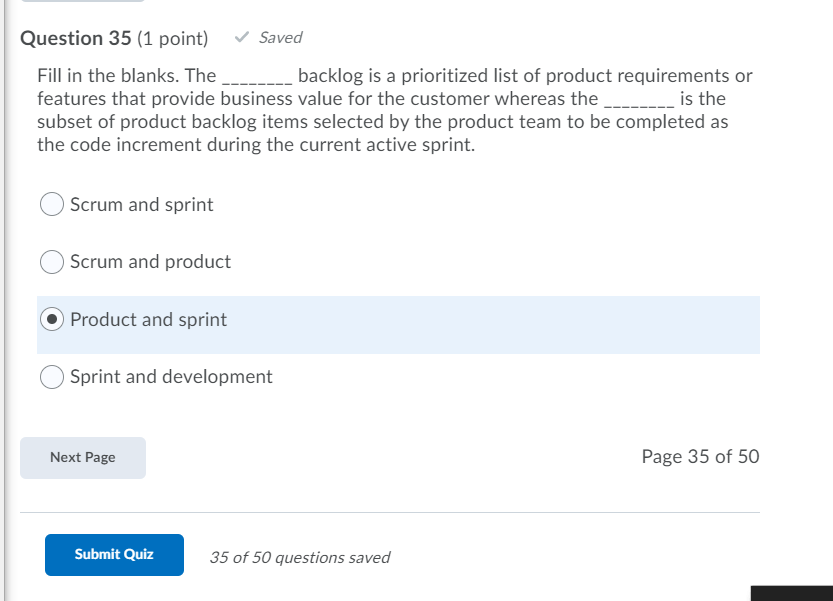 Question 35 (1 point) ✓ Saved
Fill in the blanks. The ________ backlog is a prioritized list of product requirements or
features that provide business value for the customer whereas the ________ is the
subset of product backlog items selected by the product team to be completed as
the code increment during the current active sprint.
Scrum and sprint
Scrum and product
Product and sprint
Sprint and development
Next Page
Page 35 of 50
Submit Quiz
35 of 50 questions saved